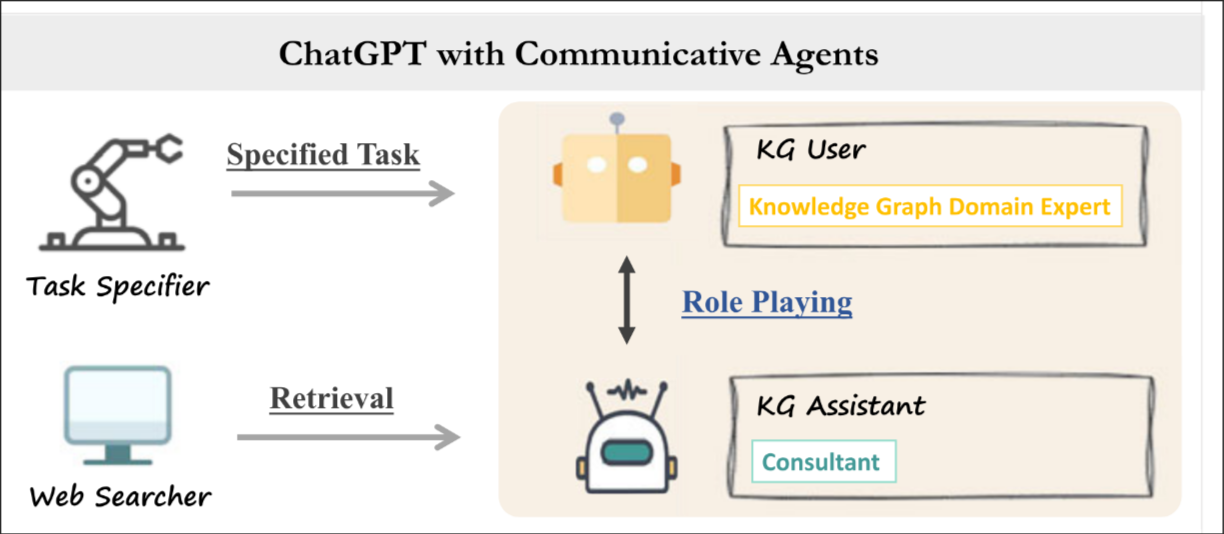 ChatGPT with Communicative Agents
Specified Task
Task Specifier
KG User
Knowledge Graph Domain Expert
Role Playing
Retrieval
Web Searcher
KG Assistant
Consultant